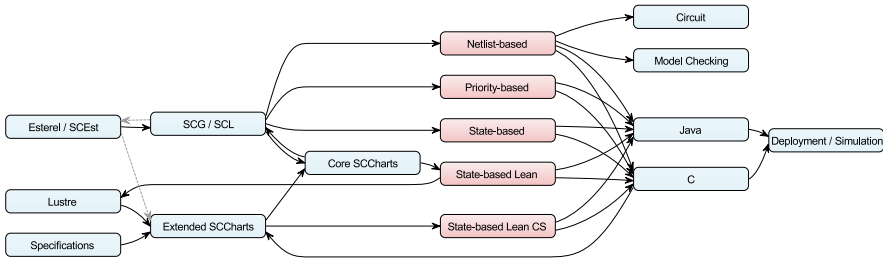 Circuit
Netlist-based
Model Checking
Priority-based
Esterel / SCEst
SCG / SCL
State-based
Java
Deployment / Simulation
Core SCCharts
State-based Lean
C
Lustre
Extended SCCharts
State-based Lean CS
Specifications